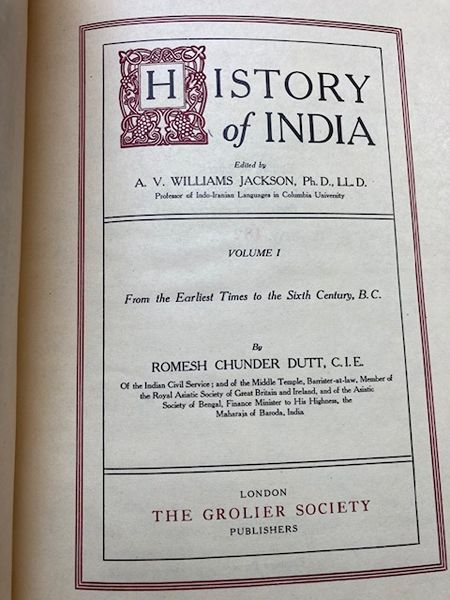 HISTORY
of INDIA
Edited by
A. V. WILLIAMS JACKSON, Ph.D., LL.D.
Professor of Indo-Iranian Languages in Columbia University
VOLUME I
From the Earliest Times to the Sixth Century, B.C.
By
ROMESH CHUNDER DUTT, C.I.E.
Of the Indian Civil Service; and of the Middle Temple, Barrister-at-law, Member of
the Royal Asiatic Society of Great Britain and Ireland, and of the Asiatic
Society of Bengal, Finance Minister to His Highness, the
Maharaja of Baroda, India
LONDON
THE GROLIER SOCIETY
PUBLISHERS